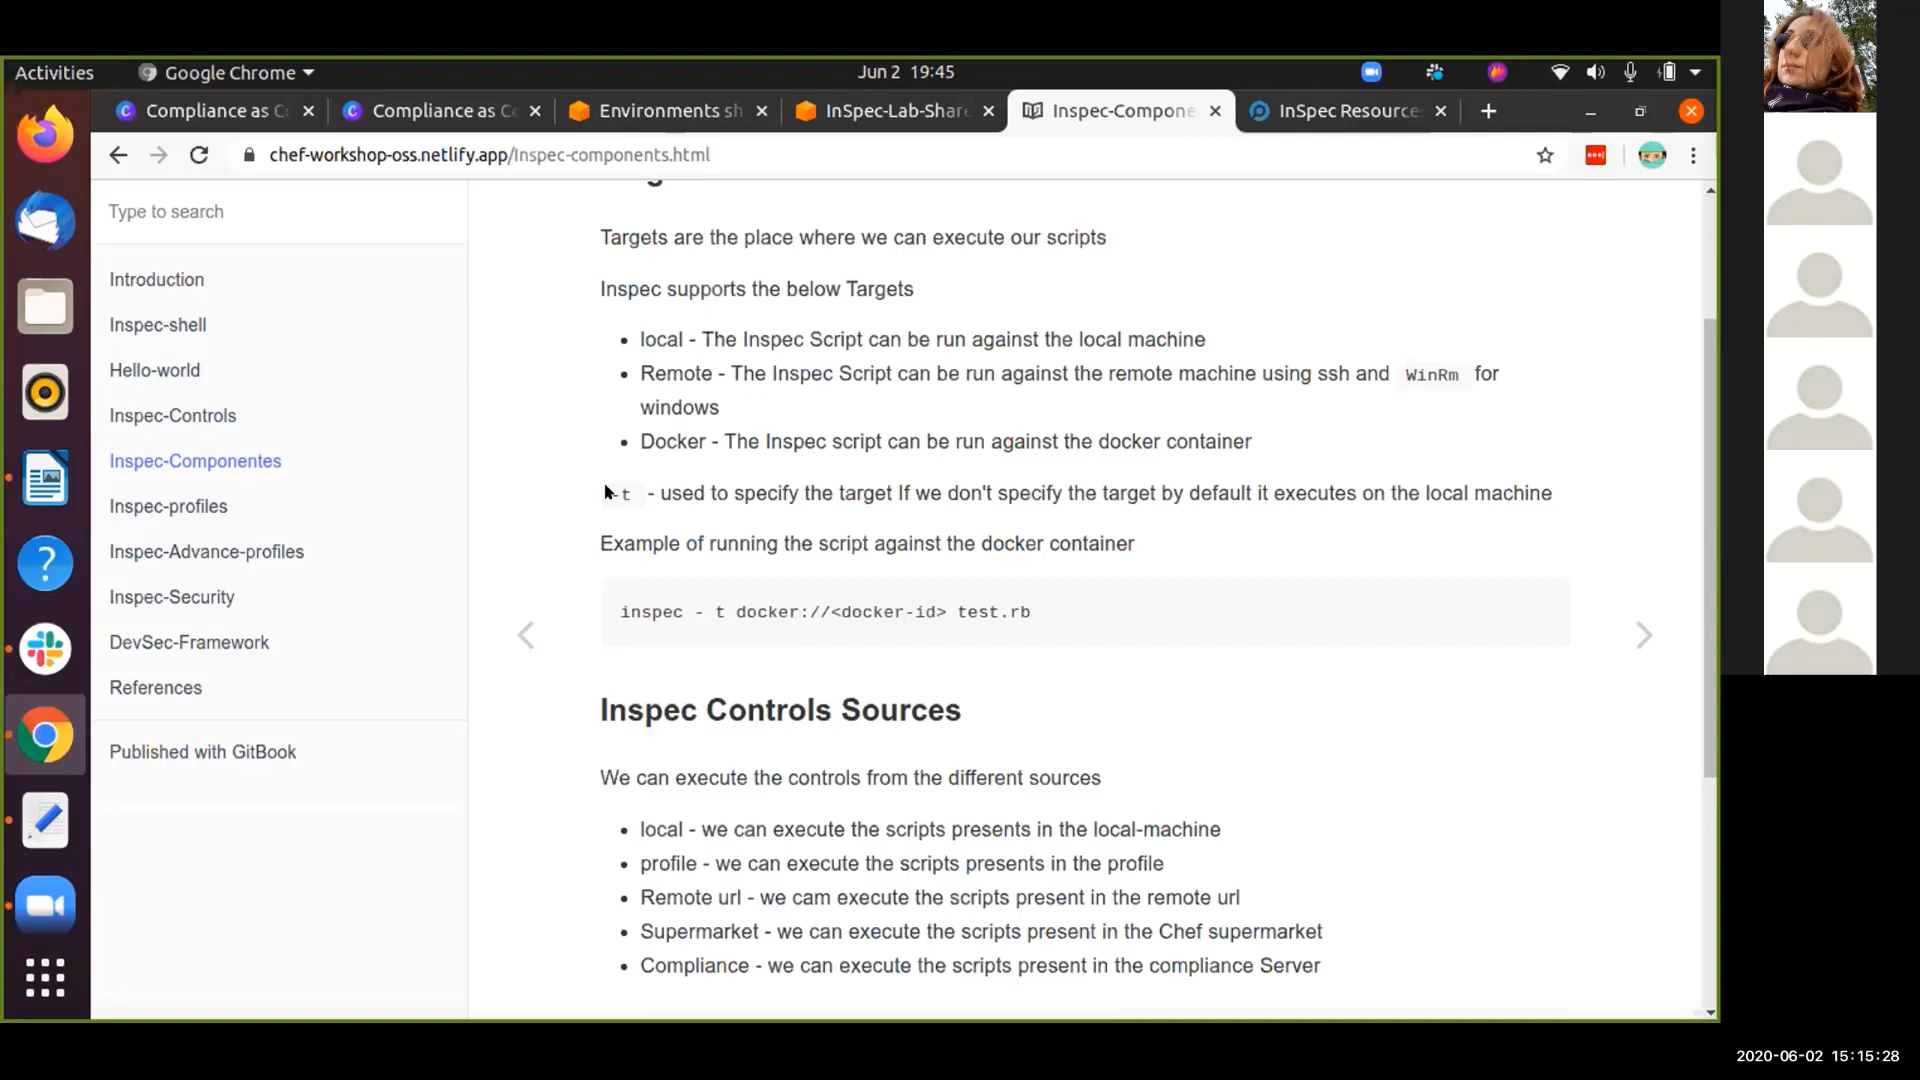 Activities
Google Chrome
Jun 2 19:45
Compliance as C
Compliance as Co
Environments sh
InSpec-Lab-Share
Inspec-Compone
InSpec Resource
chef-workshop-oss.netlify.app/Inspec-components.html
Type to search
Introduction
Inspec-shell
Hello-world
Inspec-Controls
Inspec-Componentes
Inspec-profiles
Inspec-Advance-profiles
Inspec-Security
DevSec-Framework
References
Published with GitBook
Targets are the place where we can execute our scripts
Inspec supports the below Targets
• local - The Inspec Script can be run against the local machine
• Remote - The Inspec Script can be run against the remote machine using ssh and WinRm for
windows
• Docker - The Inspec script can be run against the docker container
-t - used to specify the target If we don't specify the target by default it executes on the local machine
Example of running the script against the docker container
inspec - t docker://<docker-id> test.rb
Inspec Controls Sources
We can execute the controls from the different sources
• local - we can execute the scripts presents in the local-machine
• profile - we can execute the scripts presents in the profile
• Remote url - we cam execute the scripts present in the remote url
• Supermarket - we can execute the scripts present in the Chef supermarket
• Compliance - we can execute the scripts present in the compliance Server
2020-06-02 15:15:28